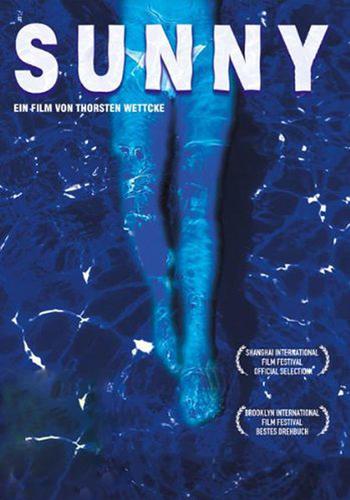 SUNNY
EIN FILM VON THORSTEN WETTCKE
SHANGHAI INTERNATIONAL
FILM FESTIVAL
OFFICIAL SELECTION
BROOKLYN INTERNATIONAL
FILM FESTIVAL
BESTES DREHBUCH